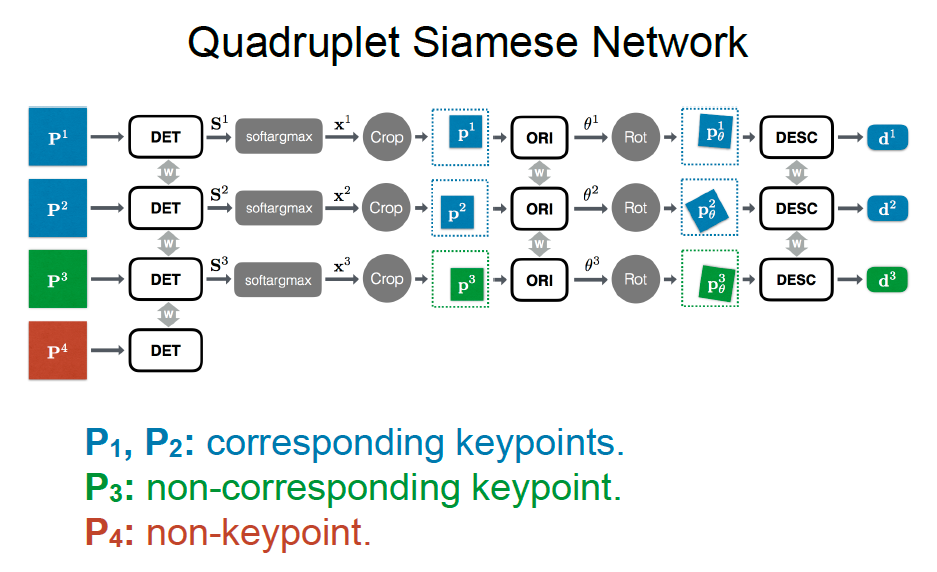 Quadruplet Siamese Network
P¹ DET S¹ softargmax x¹ Crop p¹ ORI θ¹ Rot p¹θ DESC d¹
W W W
P² DET S² softargmax x² Crop p² ORI θ² Rot p²θ DESC d²
W W W
P³ DET S³ softargmax x³ Crop p³ ORI θ³ Rot p³θ DESC d³
W
P⁴ DET
P₁, P₂: corresponding keypoints.
P₃: non-corresponding keypoint.
P₄: non-keypoint.